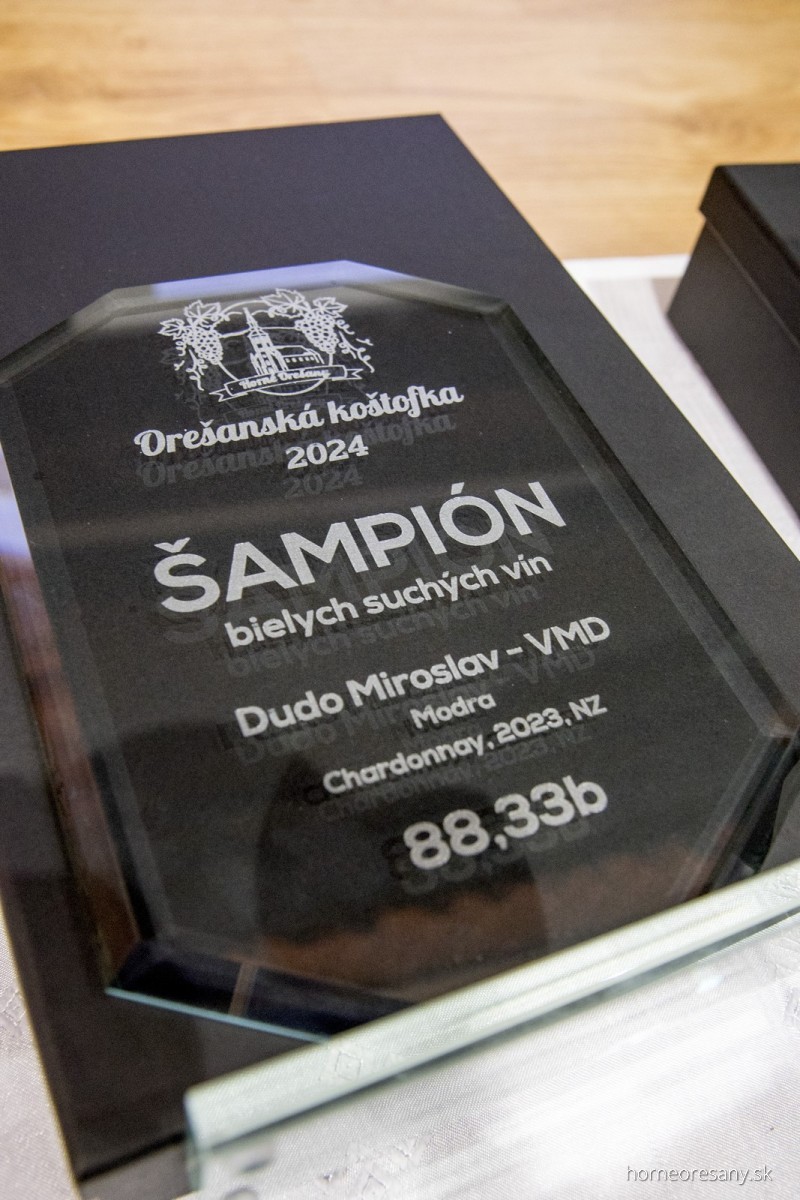 Horné Orešany
Orešanská koštofka
2024
ŠAMPIÓN
bielych suchých vín
Dudo Miroslav - VMD
Modra
Chardonnay, 2023, NZ
88,33b
horneoresany.sk